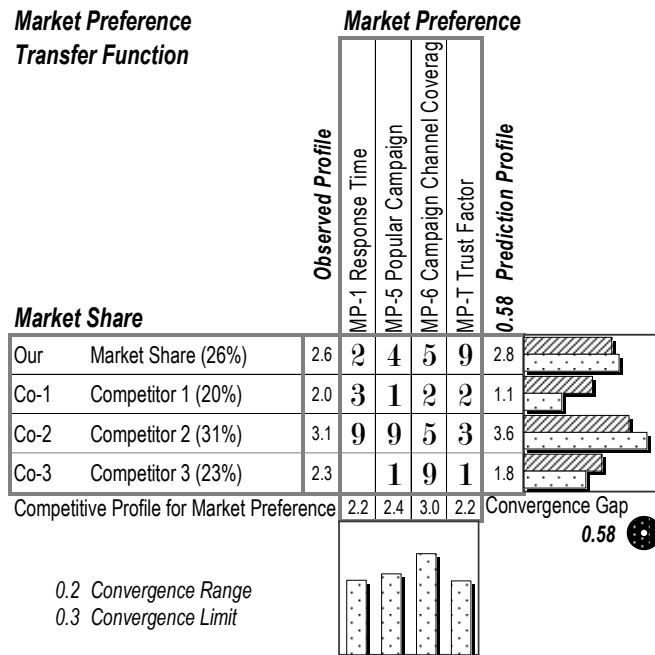 Market Preference
Transfer Function
Market Preference
Observed Profile
MP-1 Response Time
MP-5 Popular Campaign
MP-6 Campaign Channel Coverag
MP-T Trust Factor
0.58 Prediction Profile
Market Share
Our Market Share (26%) 2.6 2 4 5 9 2.8
Co-1 Competitor 1 (20%) 2.0 3 1 2 2 1.1
Co-2 Competitor 2 (31%) 3.1 9 9 5 3 3.6
Co-3 Competitor 3 (23%) 2.3 1 9 1 1.8
Competitive Profile for Market Preference 2.2 2.4 3.0 2.2 Convergence Gap
0.58
0.2 Convergence Range
0.3 Convergence Limit